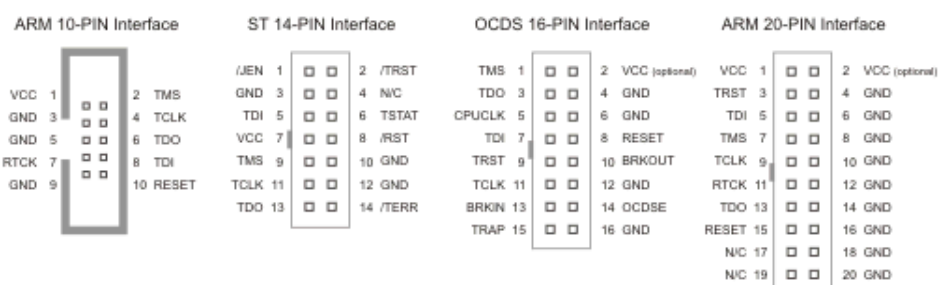 ARM 10-PIN Interface
VCC 1 2 TMS
GND 3 4 TCLK
GND 5 6 TDO
RTCK 7 8 TDI
GND 9 10 RESET
ST 14-PIN Interface
/JEN 1 2 /TRST
GND 3 4 N/C
TDI 5 6 TSTAT
VCC 7 8 /RST
TMS 9 10 GND
TCLK 11 12 GND
TDO 13 14 /TERR
OCDS 16-PIN Interface
TMS 1 2 VCC (optional)
TDO 3 4 GND
CPUCLK 5 6 GND
TDI 7 8 RESET
TRST 9 10 BRKOUT
TCLK 11 12 GND
BRKIN 13 14 OCDSE
TRAP 15 16 GND
ARM 20-PIN Interface
VCC 1 2 VCC (optional)
TRST 3 4 GND
TDI 5 6 GND
TMS 7 8 GND
TCLK 9 10 GND
RTCK 11 12 GND
TDO 13 14 GND
RESET 15 16 GND
N/C 17 18 GND
N/C 19 20 GND